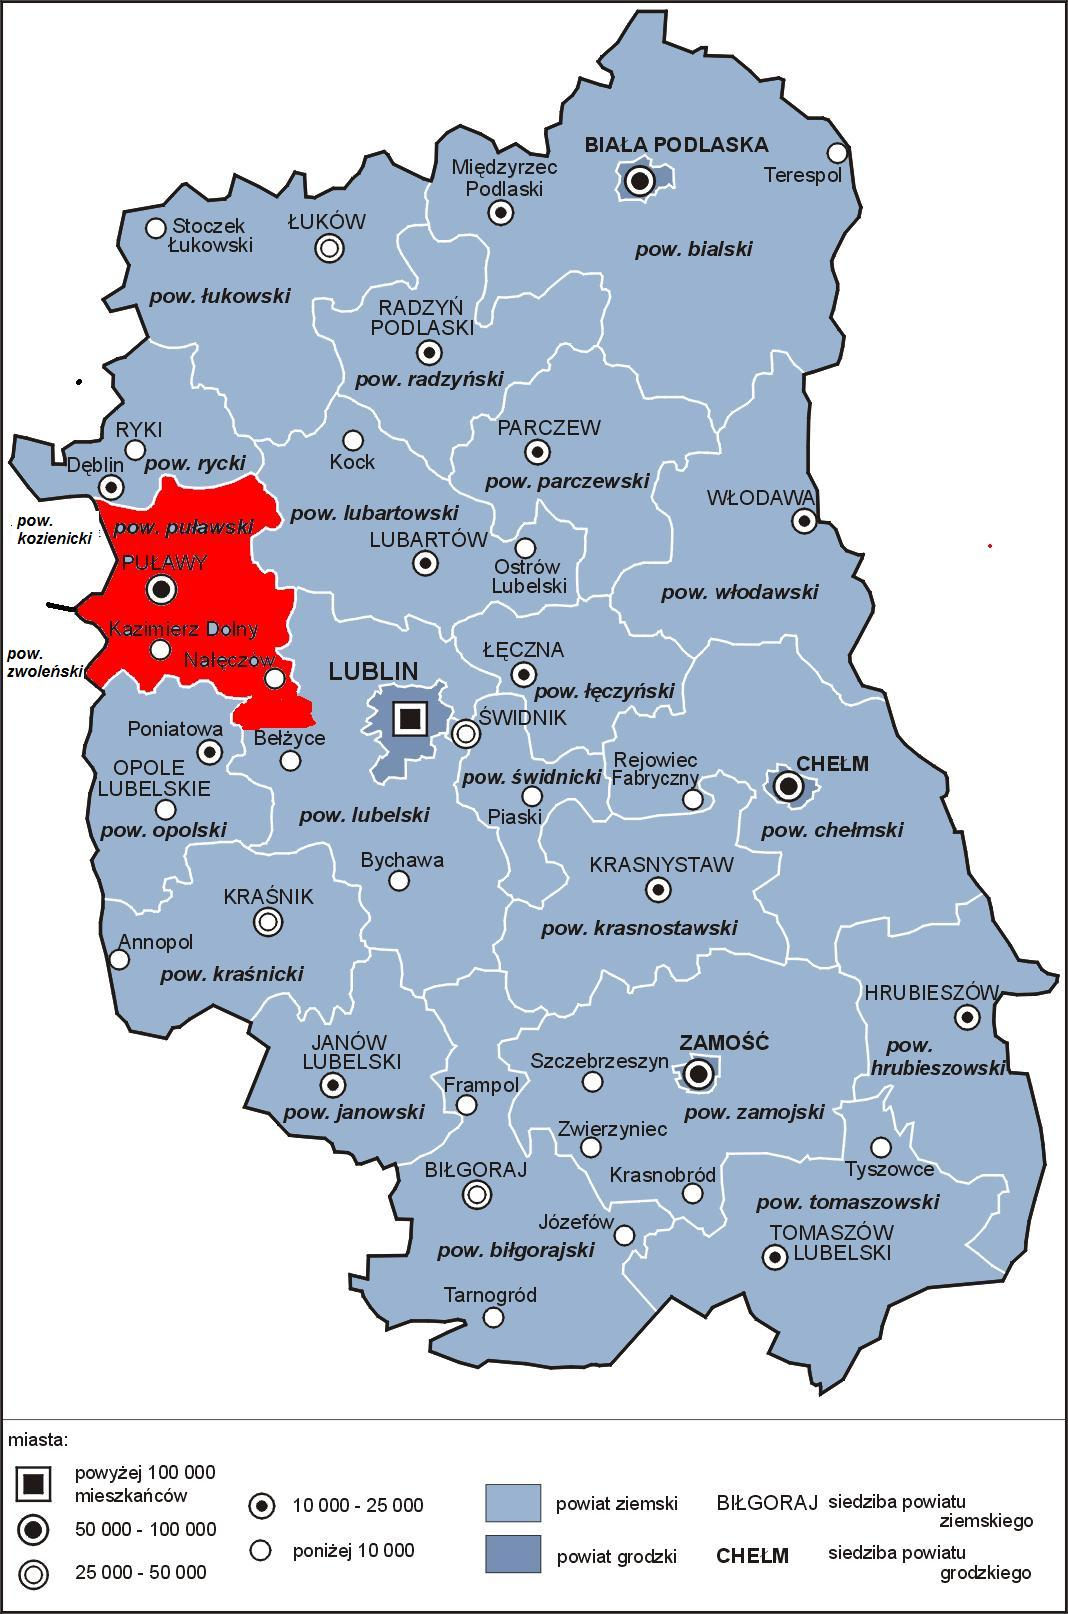 BIAŁA PODLASKA
Terespol
Międzyrzec
Podlaski
Stoczek
Łukowski
ŁUKÓW
pow. bialski
pow. łukowski
RADZYŃ
PODLASKI
pow. radzyński
RYKI
Dęblin
pow. rycki
Kock
PARCZEW
pow. parczewski
WŁODAWA
pow. lubartowski
pow.
kozienicki
pow. puławski
LUBARTÓW
PUŁAWY
Ostrów
Lubelski
pow. włodawski
Kazimierz Dolny
pow.
zwoleński
Nałęczów
LUBLIN
ŁĘCZNA
pow. łęczyński
ŚWIDNIK
Poniatowa
Bełżyce
OPOLE
LUBELSKIE
pow. opolski
pow. lubelski
pow. świdnicki
Piaski
Rejowiec
Fabryczny
CHEŁM
pow. chełmski
Bychawa
KRASNYSTAW
pow. krasnostawski
KRAŚNIK
Annopol
pow. kraśnicki
HRUBIESZÓW
pow.
hrubieszowski
JANÓW
LUBELSKI
pow. janowski
Frampol
Szczebrzeszyn
ZAMOŚĆ
pow. zamojski
Zwierzyniec
Tyszowce
BIŁGORAJ
Krasnobród
pow. tomaszowski
Józefów
pow. biłgorajski
TOMASZÓW
LUBELSKI
Tarnogród
miasta:
powyżej 100 000
mieszkańców
50 000 - 100 000
25 000 - 50 000
10 000 - 25 000
poniżej 10 000
powiat ziemski
powiat grodzki
BIŁGORAJ siedziba powiatu
ziemskiego
CHEŁM siedziba powiatu
grodzkiego